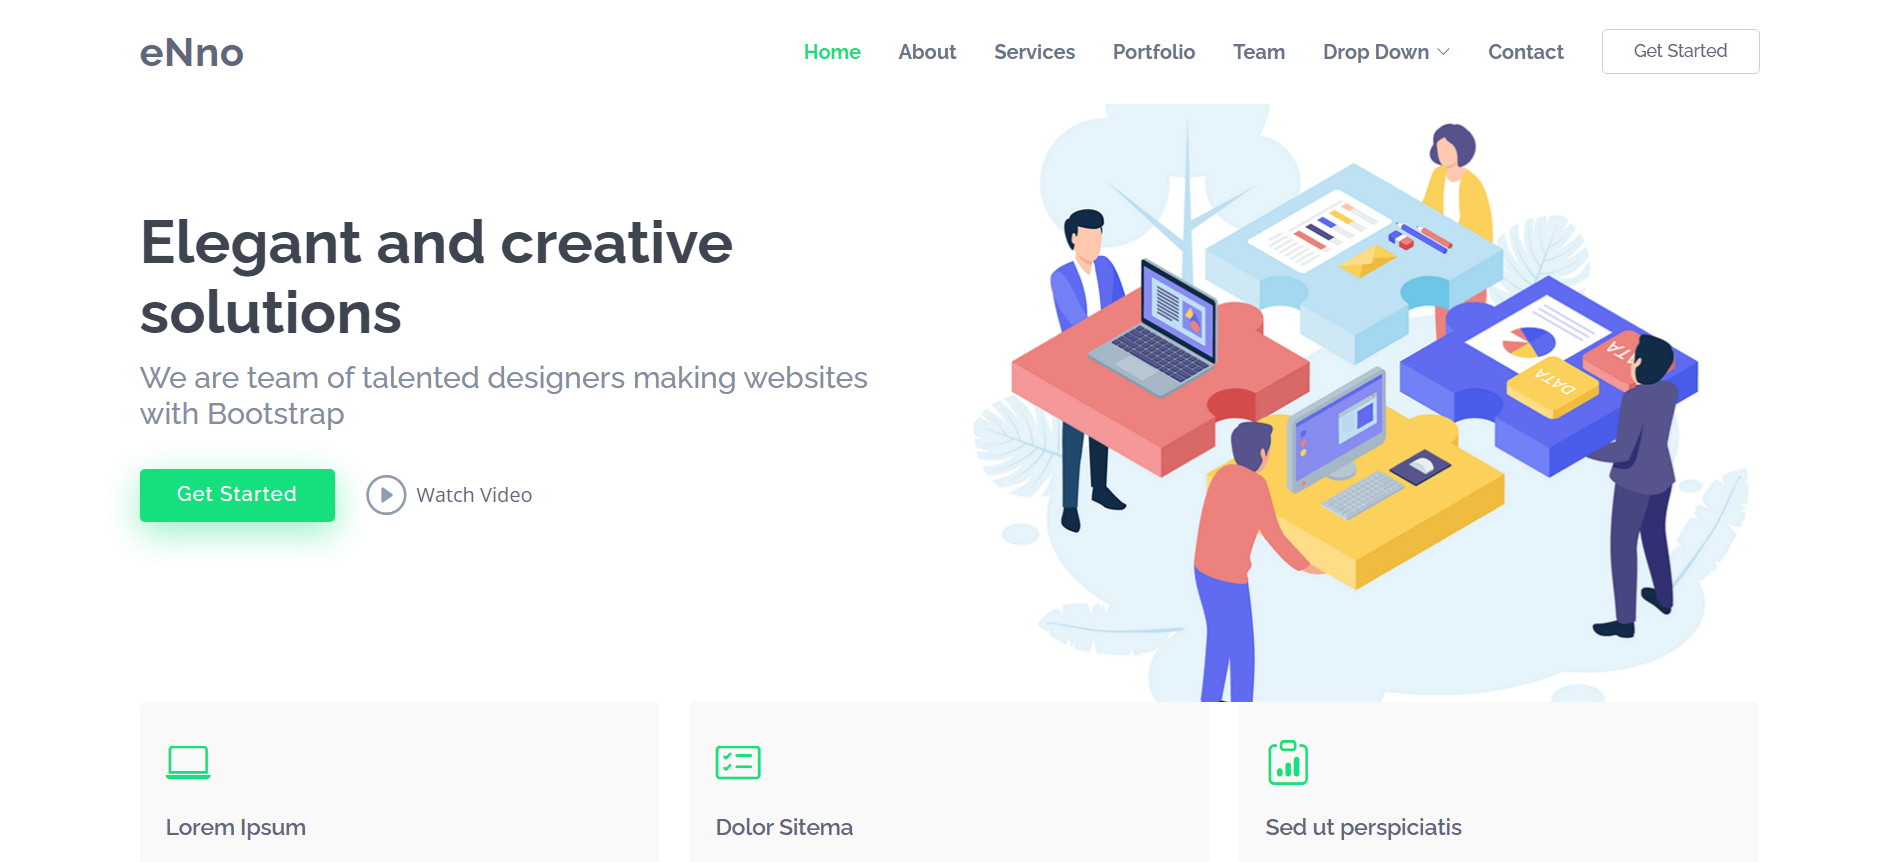 eNno
Home About Services Portfolio Team Drop Down Contact Get Started
Elegant and creative
solutions
We are team of talented designers making websites
with Bootstrap
Get Started Watch Video
DATA
DATA
Lorem Ipsum Dolor Sitema Sed ut perspiciatis